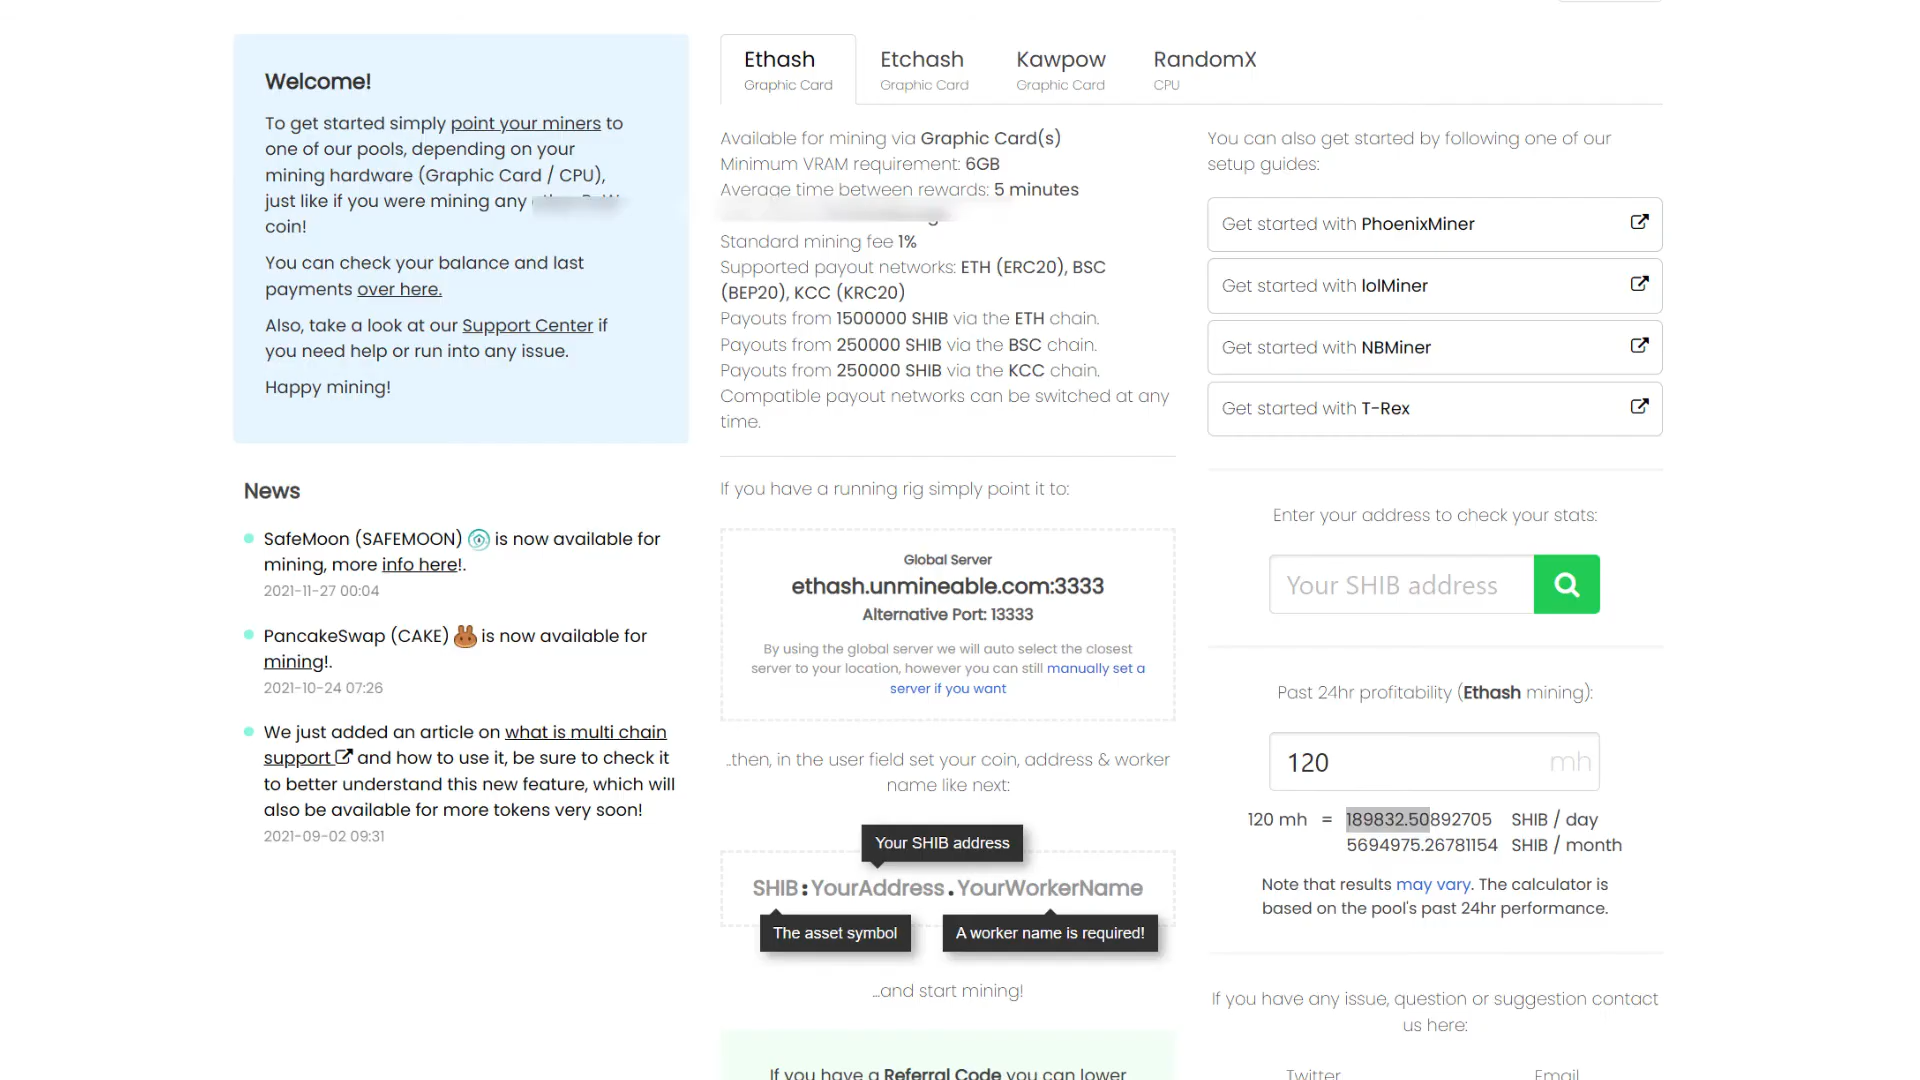 Welcome!
To get started simply point your miners to
one of our pools, depending on your
mining hardware (Graphic Card / CPU),
just like if you were mining any
coin!
You can check your balance and last
payments over here.
Also, take a look at our Support Center if
you need help or run into any issue.
Happy mining!
News
SafeMoon (SAFEMOON) is now available for
mining, more info here!.
2021-11-27 00:04
PancakeSwap (CAKE) is now available for
mining!.
2021-10-24 07:26
We just added an article on what is multi chain
support and how to use it, be sure to check it
to better understand this new feature, which will
also be available for more tokens very soon!
2021-09-02 09:31
Ethash
Graphic Card
Etchash
Graphic Card
Kawpow
Graphic Card
RandomX
CPU
Available for mining via Graphic Card(s)
Minimum VRAM requirement: 6GB
Average time between rewards: 5 minutes
Standard mining fee 1%
Supported payout networks: ETH (ERC20), BSC
(BEP20), KCC (KRC20)
Payouts from 1500000 SHIB via the ETH chain.
Payouts from 250000 SHIB via the BSC chain.
Payouts from 250000 SHIB via the KCC chain.
Compatible payout networks can be switched at any
time.
If you have a running rig simply point it to:
Global Server
ethash.unmineable.com:3333
Alternative Port: 13333
By using the global server we will auto select the closest
server to your location, however you can still manually set a
server if you want
..then, in the user field set your coin, address & worker
name like next:
Your SHIB address
SHIB:YourAddress.YourWorkerName
The asset symbol
A worker name is required!
...and start mining!
If you have a Referral Code you can lower
You can also get started by following one of our
setup guides:
Get started with PhoenixMiner
Get started with lolMiner
Get started with NBMiner
Get started with T-Rex
Enter your address to check your stats:
Your SHIB address
Past 24hr profitability (Ethash mining):
120 mh
120 mh = 189832.50892705 SHIB / day
5694975.26781154 SHIB / month
Note that results may vary. The calculator is
based on the pool's past 24hr performance.
If you have any issue, question or suggestion contact
us here:
Twitter
Email